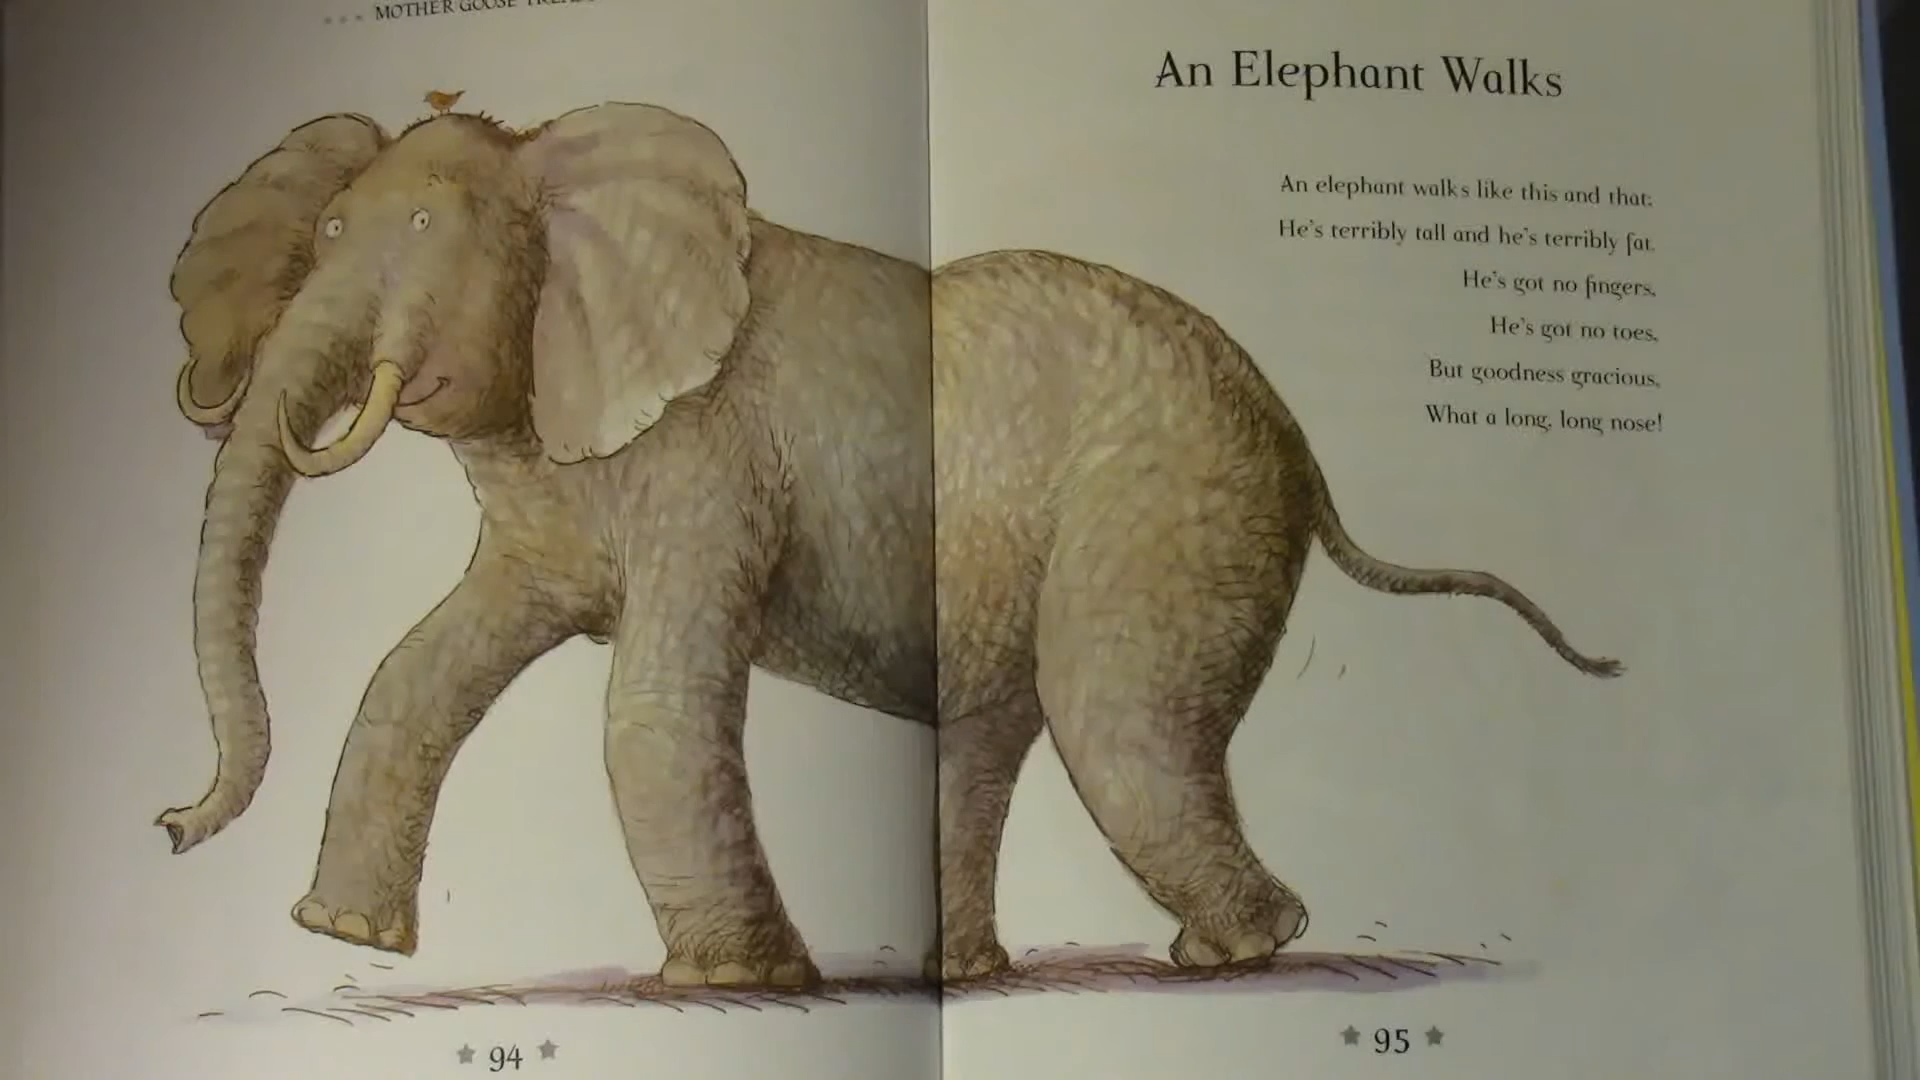 MOTHER GOOSE
An Elephant Walks
An elephant walks like this and that;
He's terribly tall and he's terribly fat.
He's got no fingers,
He's got no toes,
But goodness gracious,
What a long, long nose!
94
95